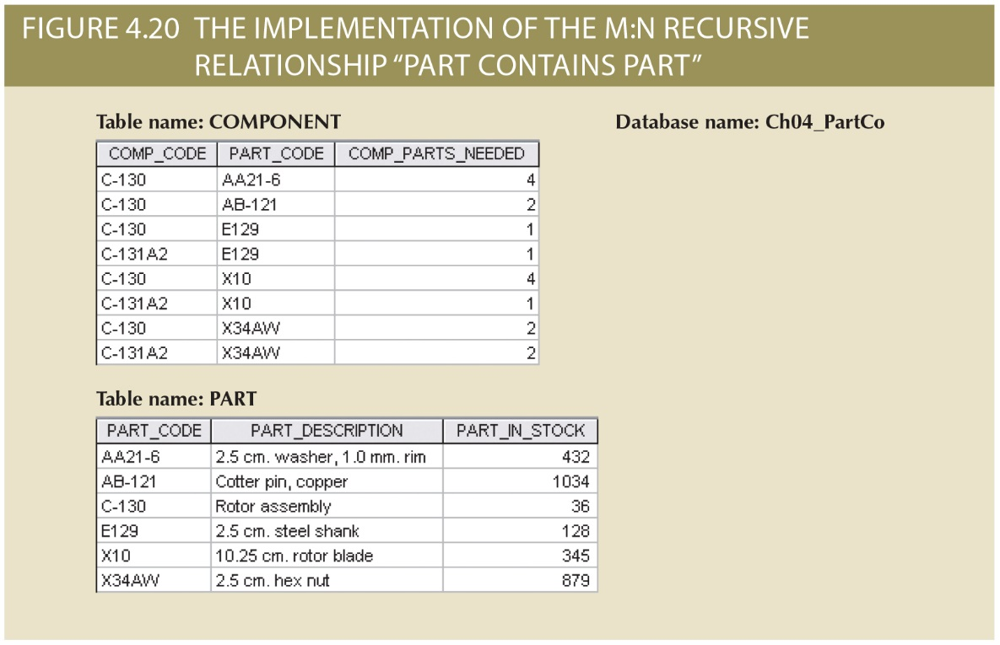 FIGURE 4.20 THE IMPLEMENTATION OF THE M:N RECURSIVE
RELATIONSHIP “PART CONTAINS PART”
Table name: COMPONENT
Database name: Ch04_PartCo
COMP_CODE PART_CODE COMP_PARTS_NEEDED
C-130 AA21-6 4
C-130 AB-121 2
C-130 E129 1
C-131A2 E129 1
C-130 X10 4
C-131A2 X10 1
C-130 X34AW 2
C-131A2 X34AW 2
Table name: PART
PART_CODE PART_DESCRIPTION PART_IN_STOCK
AA21-6 2.5 cm. washer, 1.0 mm. rim 432
AB-121 Cotter pin, copper 1034
C-130 Rotor assembly 36
E129 2.5 cm. steel shank 128
X10 10.25 cm. rotor blade 345
X34AW 2.5 cm. hex nut 879